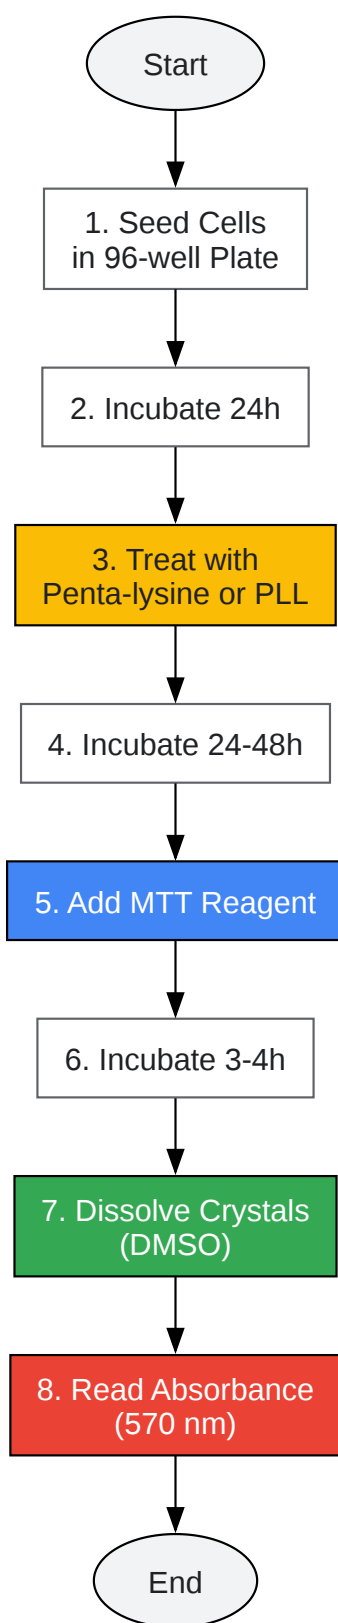 Start
1. Seed Cells
in 96-well Plate
2. Incubate 24h
3. Treat with
Penta-lysine or PLL
4. Incubate 24-48h
5. Add MTT Reagent
6. Incubate 3-4h
7. Dissolve Crystals
(DMSO)
8. Read Absorbance
(570 nm)
End